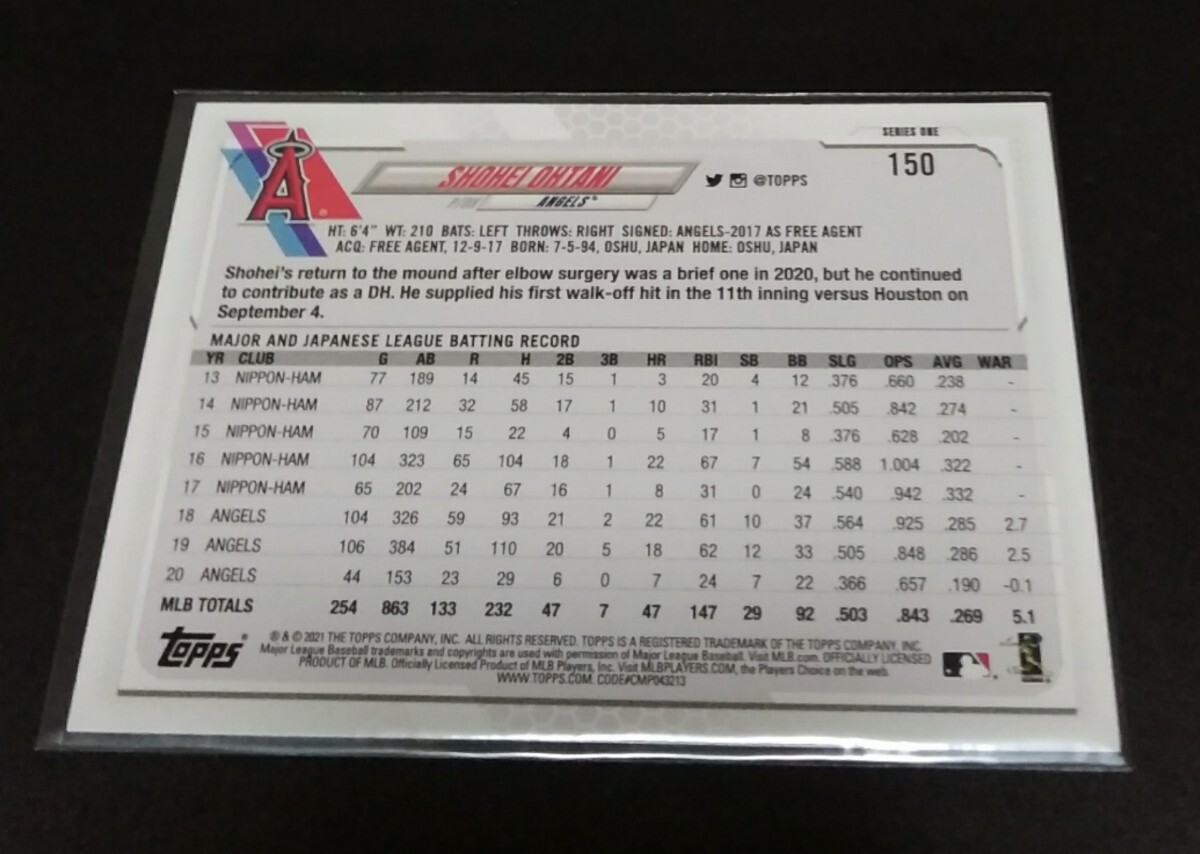 SERIES ONE
150
A
SHOHEI OHTANI
@TOPPS
P/DH ANGELS
HT: 6'4" WT: 210 BATS: LEFT THROWS: RIGHT SIGNED: ANGELS-2017 AS FREE AGENT
ACQ: FREE AGENT, 12-9-17 BORN: 7-5-94, OSHU, JAPAN HOME: OSHU, JAPAN
Shohei's return to the mound after elbow surgery was a brief one in 2020, but he continued
to contribute as a DH. He supplied his first walk-off hit in the 11th inning versus Houston on
September 4.
MAJOR AND JAPANESE LEAGUE BATTING RECORD
YR CLUB G AB R H 2B 3B HR RBI SB BB SLG OPS AVG WAR
13 NIPPON-HAM 77 189 14 45 15 1 3 20 4 12 .376 .660 .238 -
14 NIPPON-HAM 87 212 32 58 17 1 10 31 1 21 .505 .842 .274 -
15 NIPPON-HAM 70 109 15 22 4 0 5 17 1 8 .376 .628 .202 -
16 NIPPON-HAM 104 323 65 104 18 1 22 67 7 54 .588 1.004 .322 -
17 NIPPON-HAM 65 202 24 67 16 1 8 31 0 24 .540 .942 .332 -
18 ANGELS 104 326 59 93 21 2 22 61 10 37 .564 .925 .285 2.7
19 ANGELS 106 384 51 110 20 5 18 62 12 33 .505 .848 .286 2.5
20 ANGELS 44 153 23 29 6 0 7 24 7 22 .366 .657 .190 -0.1
MLB TOTALS 254 863 133 232 47 7 47 147 29 92 .503 .843 .269 5.1
topps®
® & © 2021 THE TOPPS COMPANY, INC. ALL RIGHTS RESERVED. TOPPS IS A REGISTERED TRADEMARK OF THE TOPPS COMPANY, INC.
Major League Baseball trademarks and copyrights are used with permission of Major League Baseball. Visit MLB.com. OFFICIALLY LICENSED
PRODUCT OF MLB. Officially Licensed Product of MLB Players, Inc. Visit MLBPLAYERS.COM, the Players Choice on the web.
WWW.TOPPS.COM. CODE#CMP043213